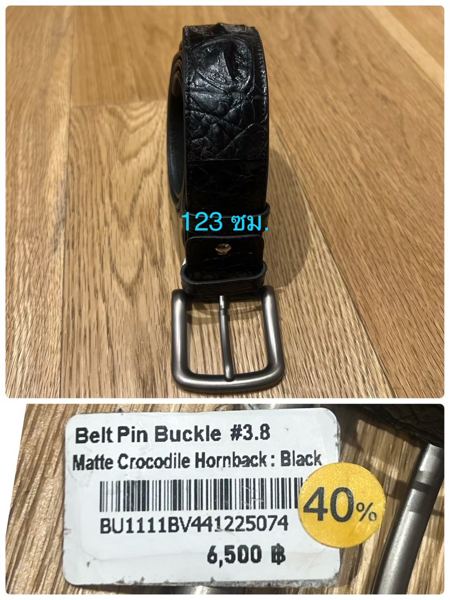 123 ซม.
Belt Pin Buckle #3.8
Matte Crocodile Hornback : Black
BU1111BV441225074
40%
6,500 ฿